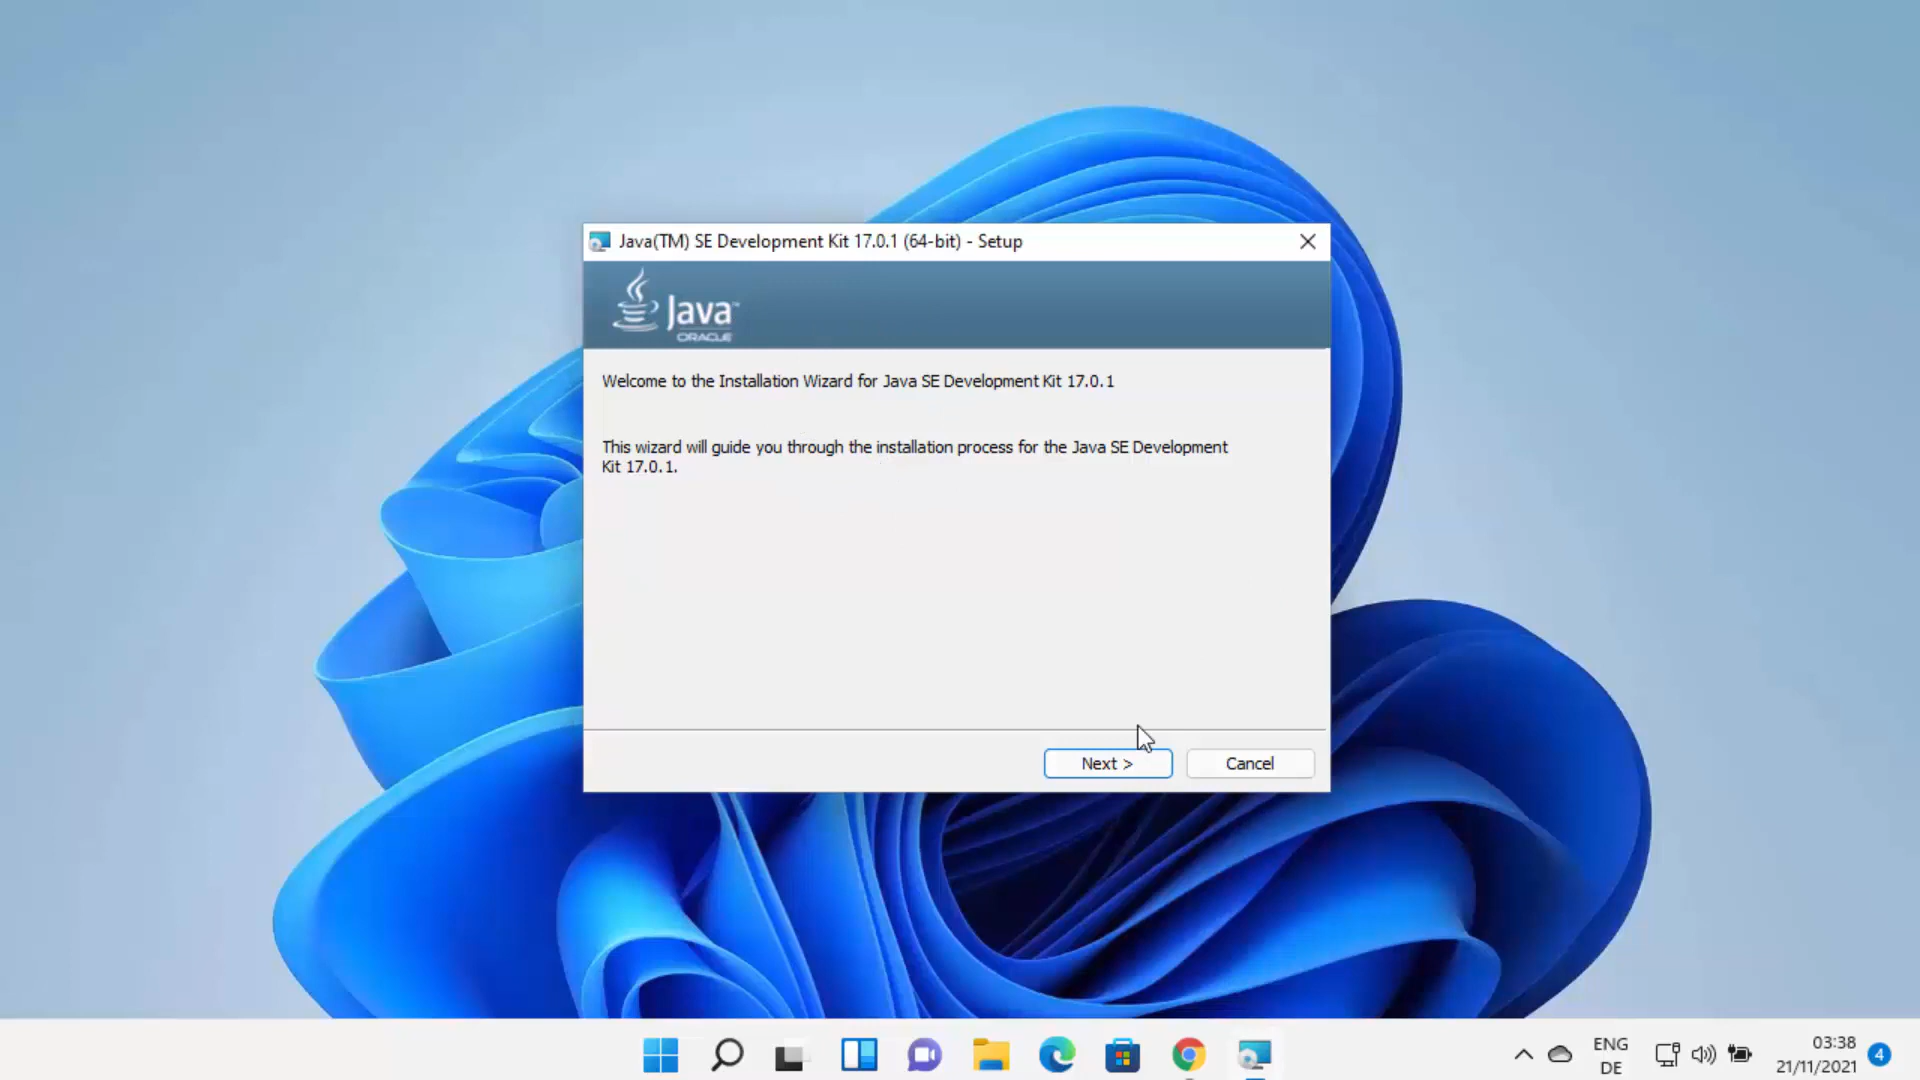 Java(TM) SE Development Kit 17.0.1 (64-bit) - Setup
Java™
ORACLE
Welcome to the Installation Wizard for Java SE Development Kit 17.0.1
This wizard will guide you through the installation process for the Java SE Development
Kit 17.0.1.
Next >
Cancel
ENG
DE
03:38
21/11/2021
4